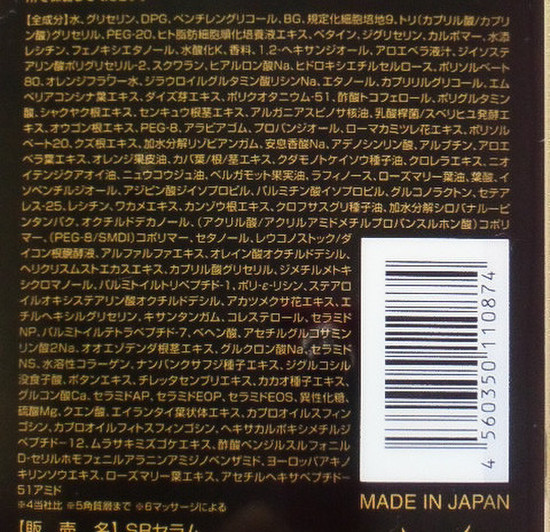 【全成分】水、グリセリン、DPG、ペンチレングリコール、BG、規定化細胞培地9、トリ(カプリル酸/カプリ
ン酸)グリセリル、PEG-20、ヒト脂肪細胞順化培養液エキス、ベタイン、ジグリセリン、カルボマー、水添
レシチン、フェノキシエタノール、水酸化K、香料、1,2-ヘキサンジオール、アロエベラ液汁、ジイソステ
アリン酸ポリグリセリル-2、スクワラン、ヒアルロン酸Na、ヒドロキシエチルセルロース、ポリソルベート
80、オレンジフラワー水、ジラウロイルグルタミン酸リシンNa、エタノール、カプリリルグリコール、エム
ベリアコンシナ葉エキス、ダイズ芽エキス、ポリクオタニウム-51、酢酸トコフェロール、ポリグルタミン
酸、シャクヤク根エキス、センキュウ根茎エキス、アルガニアスピノサ核油、乳酸桿菌/スベリヒユ発酵エ
キス、オウゴン根エキス、PEG-8、アラビアゴム、プロパンジオール、ローマカミツレ花エキス、ポリソル
ベート20、クズ根エキス、加水分解リゾビアンガム、安息香酸Na、アデノシンリン酸、アルブチン、アロエ
ベラ葉エキス、オレンジ果皮油、カバ葉/根/茎エキス、クダモノトケイソウ種子油、クロレラエキス、ニオ
イテンジクアオイ油、ニュウコウジュ油、ベルガモット果実油、ラフィノース、ローズマリー葉油、葉酸、イ
ソペンチルジオール、アジピン酸ジイソプロピル、パルミチン酸イソプロピル、グルコノラクトン、セテア
レス-25、レシチン、ワカメエキス、カンゾウ根エキス、クロフサスグリ種子油、加水分解シロバナルーピ
ンタンパク、オクチルドデカノール、(アクリル酸/アクリルアミドメチルプロパンスルホン酸)コポリ
マー、(PEG-8/SMDI)コポリマー、セタノール、レウコノストック/ダ
イコン根醗酵液、アルファルファエキス、オレイン酸オクチルドデシル、
ヘリクリスムストエカスエキス、カプリル酸グリセリル、ジメチルメトキ
シクロマノール、パルミトイルトリペプチド-1、ポリ-ε-リシン、ステアロ
イルオキシステアリン酸オクチルドデシル、アカツメクサ花エキス、エ
チルヘキシルグリセリン、キサンタンガム、コレステロール、セラミド
NP、パルミトイルテトラペプチド-7、ベヘン酸、アセチルグルコサミン
リン酸2Na、オオエゾデンダ根茎エキス、グルクロン酸Na、セラミド
NS、水溶性コラーゲン、ナンバンクサフジ種子エキス、ジグルコシル
没食子酸、ボタンエキス、チレッタセンブリエキス、カカオ種子エキス、
グルコン酸Ca、セラミドAP、セラミドEOP、セラミドEOS、異性化糖、
硫酸Mg、クエン酸、エイランタイ葉状体エキス、カプロオイルスフィン
ゴシン、カプロオイルフィトスフィンゴシン、ヘキサカルボキシメチルジ
ペプチド-12、ムラサキミズゴケエキス、酢酸ベンジルスルフォニル
D-セリルホモフェニルアラニンアミジノベンザミド、ヨーロッパアキノ
キリンソウエキス、ローズマリー葉エキス、アセチルヘキサペプチド-
51アミド
※4当社比 ※5角質層まで ※6マッサージによる
4 560350 110874
MADE IN JAPAN
【販 売 名】SPセラム